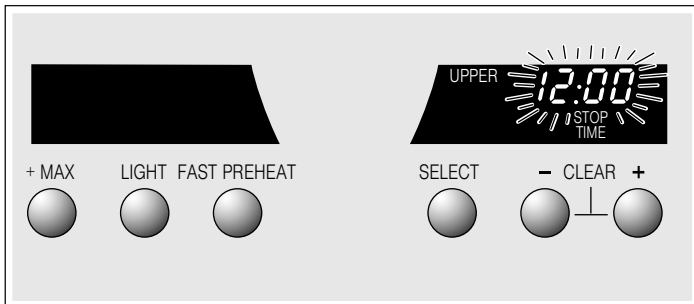 UPPER 12:00
STOP
TIME
+ MAX LIGHT FAST PREHEAT SELECT - CLEAR +